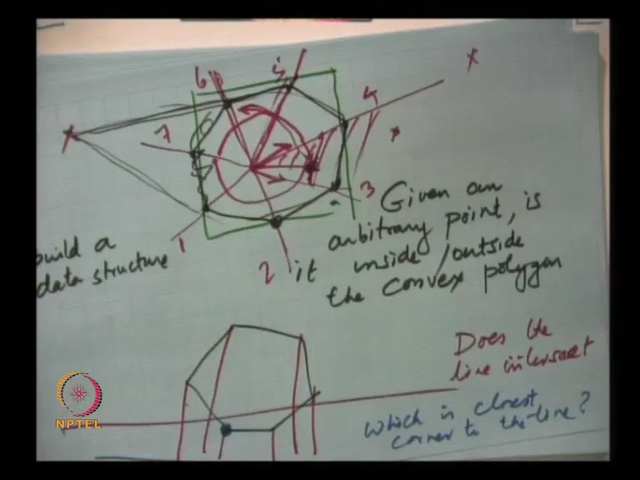 6
5
4
7
3
1
2
build a
data structure
Given an
arbitrary point, is
it inside/outside
the convex polygon
Does the
line intersect
Which is closest
corner to the line?
NPTEL